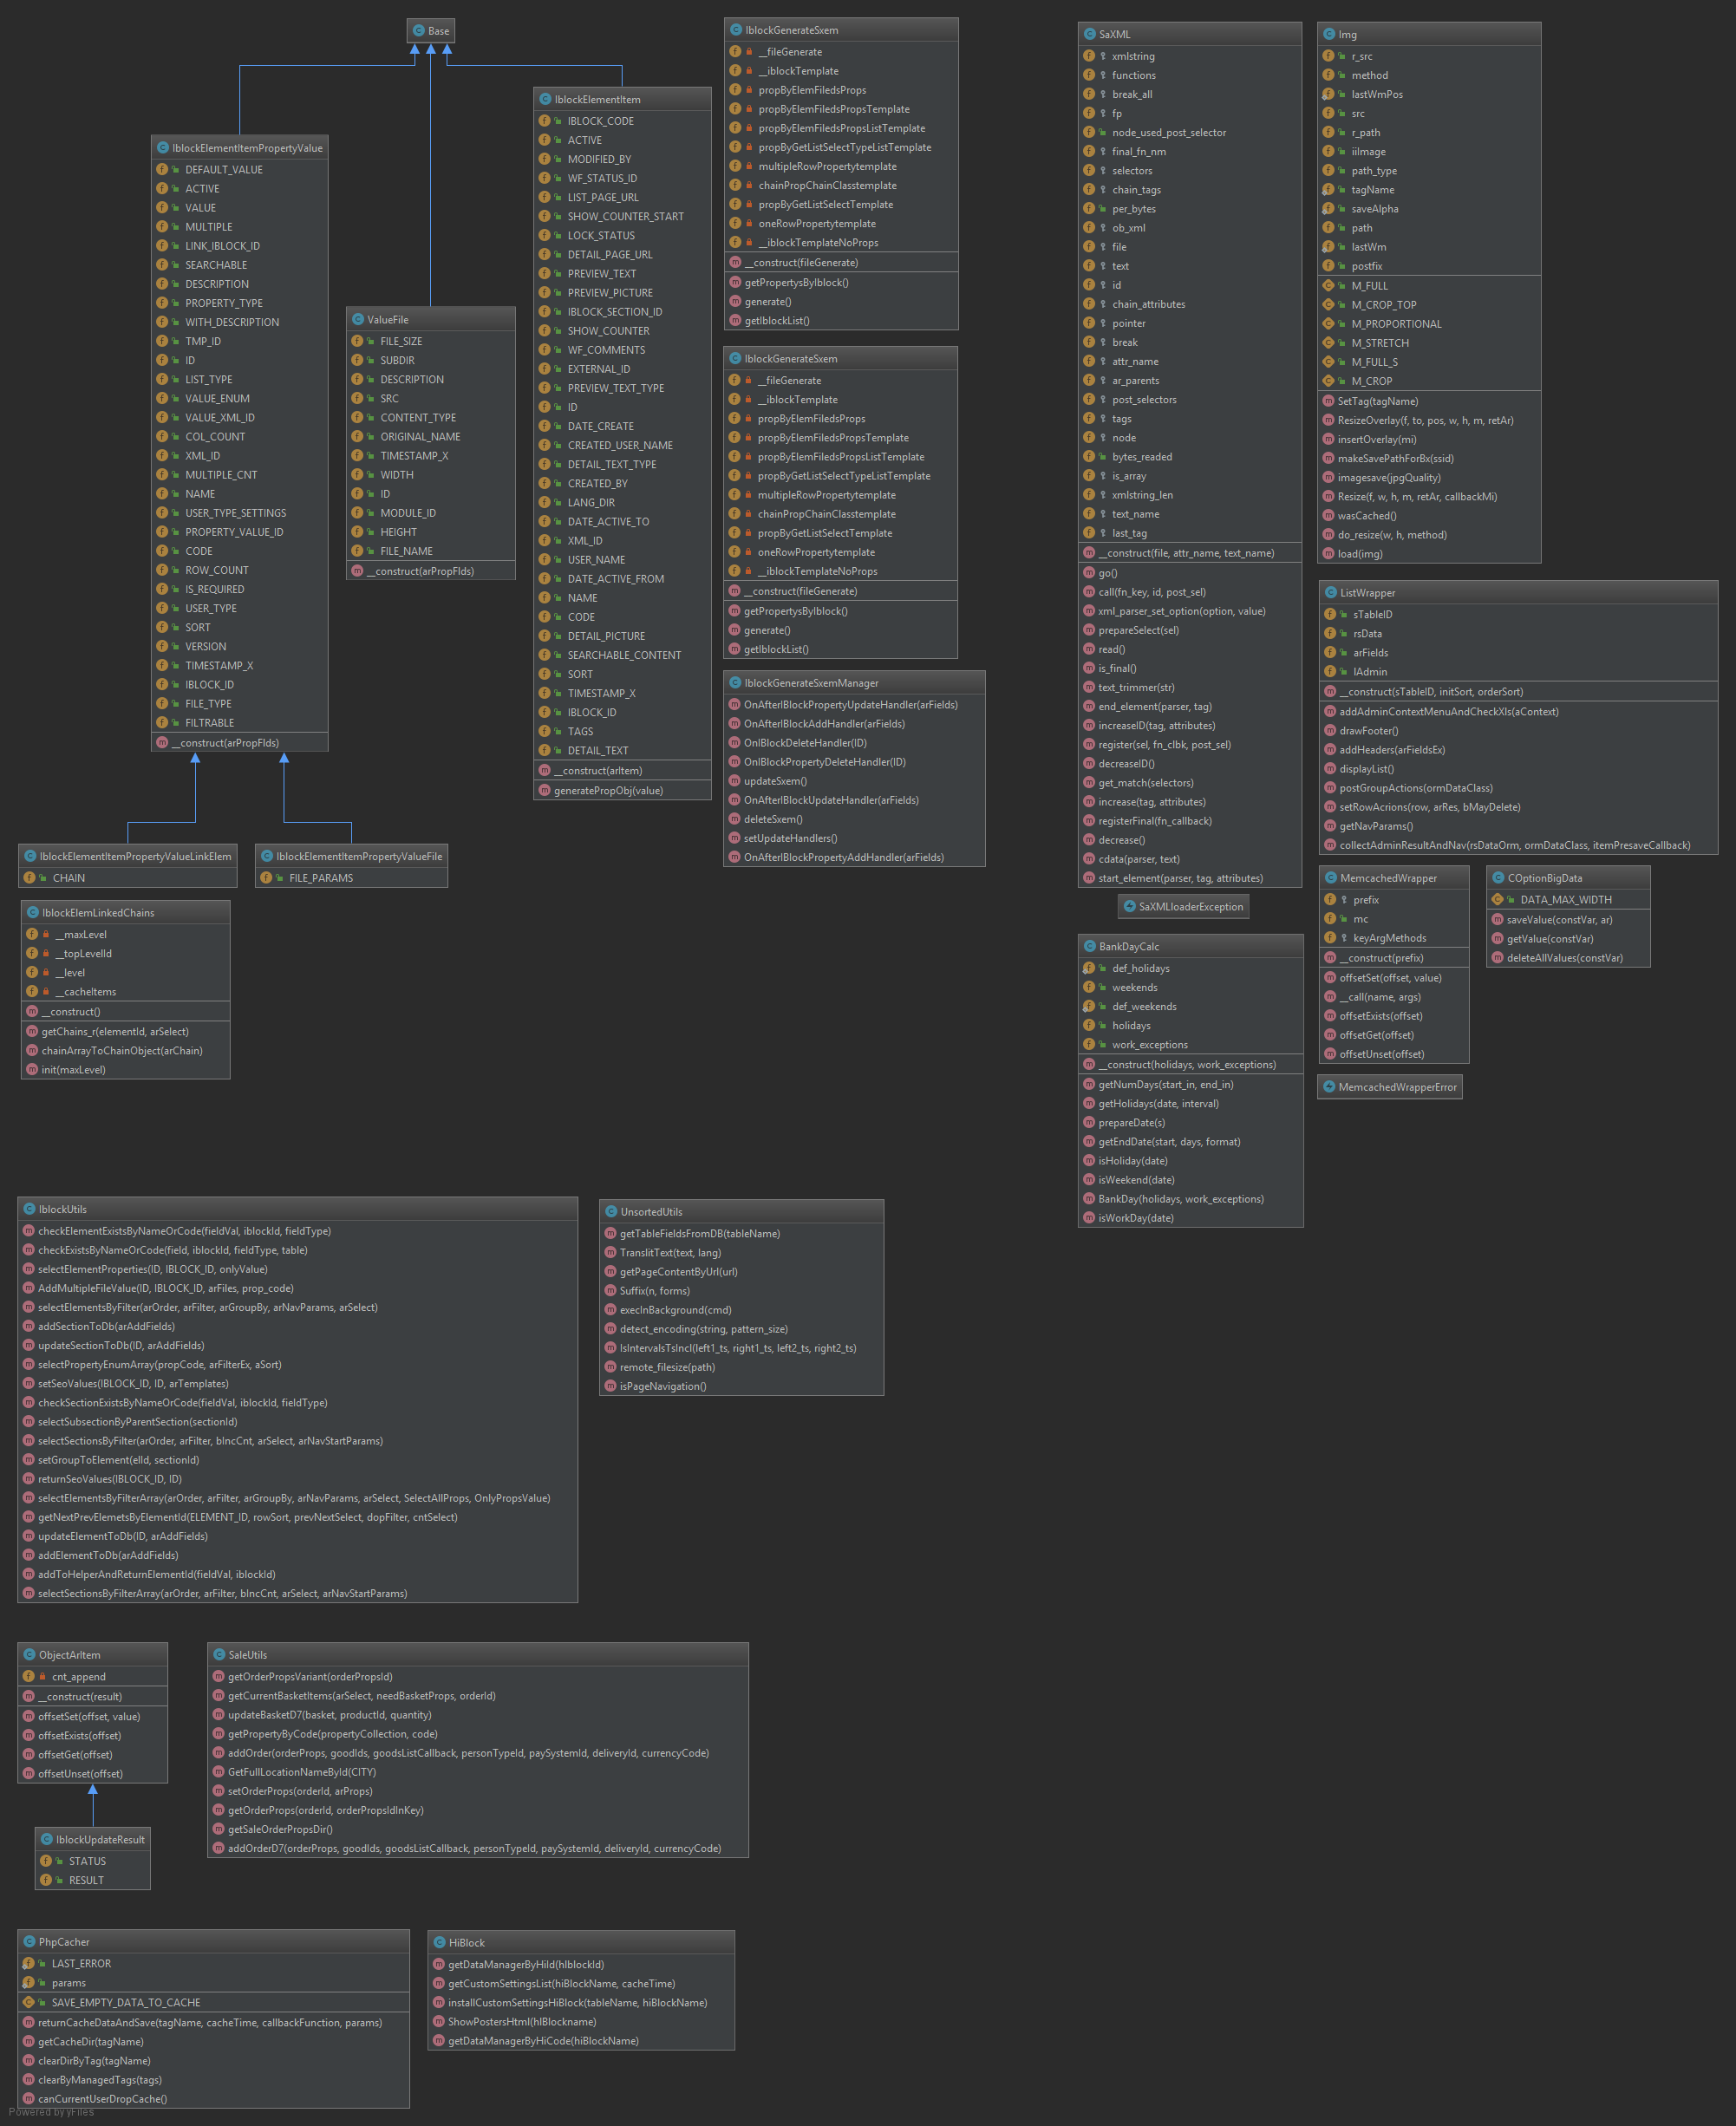 Base
IblockElementItemPropertyValue
DEFAULT_VALUE
ACTIVE
VALUE
MULTIPLE
LINK_IBLOCK_ID
SEARCHABLE
DESCRIPTION
PROPERTY_TYPE
WITH_DESCRIPTION
TMP_ID
ID
LIST_TYPE
VALUE_ENUM
VALUE_XML_ID
COL_COUNT
XML_ID
MULTIPLE_CNT
NAME
USER_TYPE_SETTINGS
PROPERTY_VALUE_ID
CODE
ROW_COUNT
IS_REQUIRED
USER_TYPE
SORT
VERSION
TIMESTAMP_X
IBLOCK_ID
FILE_TYPE
FILTRABLE
__construct(arPropFlds)
ValueFile
FILE_SIZE
SUBDIR
DESCRIPTION
SRC
CONTENT_TYPE
ORIGINAL_NAME
TIMESTAMP_X
WIDTH
ID
MODULE_ID
HEIGHT
FILE_NAME
__construct(arPropFlds)
IblockElementItem
IBLOCK_CODE
ACTIVE
MODIFIED_BY
WF_STATUS_ID
LIST_PAGE_URL
SHOW_COUNTER_START
LOCK_STATUS
DETAIL_PAGE_URL
PREVIEW_TEXT
PREVIEW_PICTURE
IBLOCK_SECTION_ID
SHOW_COUNTER
WF_COMMENTS
EXTERNAL_ID
PREVIEW_TEXT_TYPE
ID
DATE_CREATE
CREATED_USER_NAME
DETAIL_TEXT_TYPE
CREATED_BY
LANG_DIR
DATE_ACTIVE_TO
XML_ID
USER_NAME
DATE_ACTIVE_FROM
NAME
CODE
DETAIL_PICTURE
SEARCHABLE_CONTENT
SORT
TIMESTAMP_X
IBLOCK_ID
TAGS
DETAIL_TEXT
__construct(arItem)
generatePropObj(value)
IblockElementItemPropertyValueLinkElem
CHAIN
IblockElementItemPropertyValueFile
FILE_PARAMS
IblockElemLinkedChains
__maxLevel
__topLevelId
__level
__cacheItems
__construct()
getChains_r(elementId, arSelect)
chainArrayToChainObject(arChain)
init(maxLevel)
IblockGenerateSxem
__fileGenerate
__iblockTemplate
propByElemFiledsProps
propByElemFiledsPropsTemplate
propByElemFiledsPropsListTemplate
propByGetListSelectTypeListTemplate
multipleRowPropertytemplate
chainPropChainClasstemplate
propByGetListSelectTemplate
oneRowPropertytemplate
__iblockTemplateNoProps
__construct(fileGenerate)
getPropertysByIblock()
generate()
getIblockList()
IblockGenerateSxem
__fileGenerate
__iblockTemplate
propByElemFiledsProps
propByElemFiledsPropsTemplate
propByElemFiledsPropsListTemplate
propByGetListSelectTypeListTemplate
multipleRowPropertytemplate
chainPropChainClasstemplate
propByGetListSelectTemplate
oneRowPropertytemplate
__iblockTemplateNoProps
__construct(fileGenerate)
getPropertysByIblock()
generate()
getIblockList()
IblockGenerateSxemManager
OnAfterIBlockPropertyUpdateHandler(arFields)
OnAfterIBlockAddHandler(arFields)
OnIBlockDeleteHandler(ID)
OnIBlockPropertyDeleteHandler(ID)
updateSxem()
OnAfterIBlockUpdateHandler(arFields)
deleteSxem()
setUpdateHandlers()
OnAfterIBlockPropertyAddHandler(arFields)
SaXML
xmlstring
functions
break_all
fp
node_used_post_selector
final_fn_nm
selectors
chain_tags
per_bytes
ob_xml
file
text
id
chain_attributes
pointer
break
attr_name
ar_parents
post_selectors
tags
node
bytes_readed
is_array
xmlstring_len
text_name
last_tag
__construct(file, attr_name, text_name)
go()
call(fn_key, id, post_sel)
xml_parser_set_option(option, value)
prepareSelect(sel)
read()
is_final()
text_trimmer(str)
end_element(parser, tag)
increaseID(tag, attributes)
register(sel, fn_clbk, post_sel)
decreaseID()
get_match(selectors)
increase(tag, attributes)
registerFinal(fn_callback)
decrease()
cdata(parser, text)
start_element(parser, tag, attributes)
SaXMLloaderException
BankDayCalc
def_holidays
weekends
def_weekends
holidays
work_exceptions
__construct(holidays, work_exceptions)
getNumDays(start_in, end_in)
getHolidays(date, interval)
prepareDate(s)
getEndDate(start, days, format)
isHoliday(date)
isWeekend(date)
BankDay(holidays, work_exceptions)
isWorkDay(date)
Img
r_src
method
lastWmPos
src
r_path
iiImage
path_type
tagName
saveAlpha
path
lastWm
postfix
M_FULL
M_CROP_TOP
M_PROPORTIONAL
M_STRETCH
M_FULL_S
M_CROP
SetTag(tagName)
ResizeOverlay(f, to, pos, w, h, m, retAr)
insertOverlay(mi)
makeSavePathForBx(ssid)
imagesave(jpgQuality)
Resize(f, w, h, m, retAr, callbackMi)
wasCached()
do_resize(w, h, method)
load(img)
ListWrapper
sTableID
rsData
arFields
lAdmin
__construct(sTableID, initSort, orderSort)
addAdminContextMenuAndCheckXls(aContext)
drawFooter()
addHeaders(arFieldsEx)
displayList()
postGroupActions(ormDataClass)
setRowAcrions(row, arRes, bMayDelete)
getNavParams()
collectAdminResultAndNav(rsDataOrm, ormDataClass, itemPresaveCallback)
MemcachedWrapper
prefix
mc
keyArgMethods
__construct(prefix)
offsetSet(offset, value)
__call(name, args)
offsetExists(offset)
offsetGet(offset)
offsetUnset(offset)
COptionBigData
DATA_MAX_WIDTH
saveValue(constVar, ar)
getValue(constVar)
deleteAllValues(constVar)
MemcachedWrapperError
IblockUtils
checkElementExistsByNameOrCode(fieldVal, iblockId, fieldType)
checkExistsByNameOrCode(field, iblockId, fieldType, table)
selectElementProperties(ID, IBLOCK_ID, onlyValue)
AddMultipleFileValue(ID, IBLOCK_ID, arFiles, prop_code)
selectElementsByFilter(arOrder, arFilter, arGroupBy, arNavParams, arSelect)
addSectionToDb(arAddFields)
updateSectionToDb(ID, arAddFields)
selectPropertyEnumArray(propCode, arFilterEx, aSort)
setSeoValues(IBLOCK_ID, ID, arTemplates)
checkSectionExistsByNameOrCode(fieldVal, iblockId, fieldType)
selectSubsectionByParentSection(sectionId)
selectSectionsByFilter(arOrder, arFilter, bIncCnt, arSelect, arNavStartParams)
setGroupToElement(elId, sectionId)
returnSeoValues(IBLOCK_ID, ID)
selectElementsByFilterArray(arOrder, arFilter, arGroupBy, arNavParams, arSelect, SelectAllProps, OnlyPropsValue)
getNextPrevElemetsByElementId(ELEMENT_ID, rowSort, prevNextSelect, dopFilter, cntSelect)
updateElementToDb(ID, arAddFields)
addElementToDb(arAddFields)
addToHelperAndReturnElementId(fieldVal, iblockId)
selectSectionsByFilterArray(arOrder, arFilter, bIncCnt, arSelect, arNavStartParams)
UnsortedUtils
getTableFieldsFromDB(tableName)
TranslitText(text, lang)
getPageContentByUrl(url)
Suffix(n, forms)
execInBackground(cmd)
detect_encoding(string, pattern_size)
IsIntervalsTsIncl(left1_ts, right1_ts, left2_ts, right2_ts)
remote_filesize(path)
isPageNavigation()
ObjectArItem
cnt_append
__construct(result)
offsetSet(offset, value)
offsetExists(offset)
offsetGet(offset)
offsetUnset(offset)
IblockUpdateResult
STATUS
RESULT
SaleUtils
getOrderPropsVariant(orderPropsId)
getCurrentBasketItems(arSelect, needBasketProps, orderId)
updateBasketD7(basket, productId, quantity)
getPropertyByCode(propertyCollection, code)
addOrder(orderProps, goodIds, goodsListCallback, personTypeId, paySystemId, deliveryId, currencyCode)
GetFullLocationNameById(CITY)
setOrderProps(orderId, arProps)
getOrderProps(orderId, orderPropsIdInKey)
getSaleOrderPropsDir()
addOrderD7(orderProps, goodIds, goodsListCallback, personTypeId, paySystemId, deliveryId, currencyCode)
PhpCacher
LAST_ERROR
params
SAVE_EMPTY_DATA_TO_CACHE
returnCacheDataAndSave(tagName, cacheTime, callbackFunction, params)
getCacheDir(tagName)
clearDirByTag(tagName)
clearByManagedTags(tags)
canCurrentUserDropCache()
HiBlock
getDataManagerByHiId(hIblockId)
getCustomSettingsList(hiBlockName, cacheTime)
installCustomSettingsHiBlock(tableName, hiBlockName)
ShowPostersHtml(hIBlockname)
getDataManagerByHiCode(hiBlockName)
Powered by yFiles